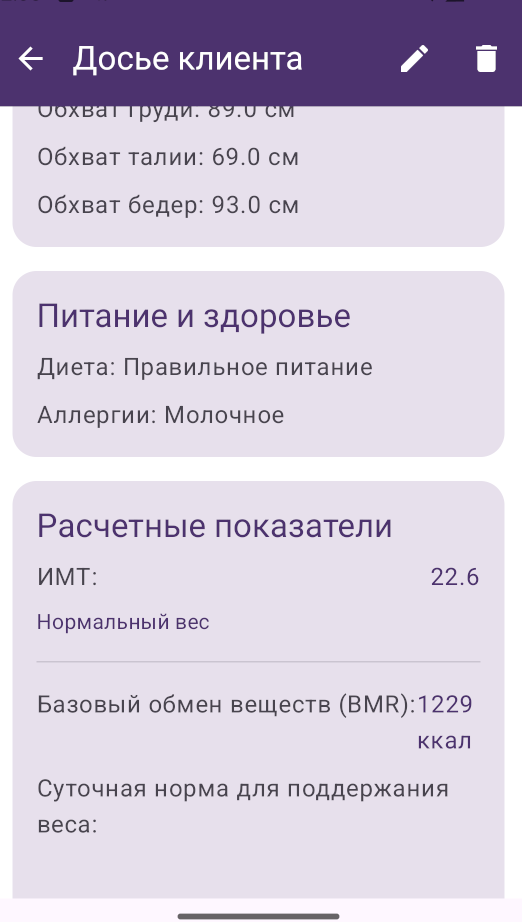 Досье клиента
Обхват груди: 89.0 см
Обхват талии: 69.0 см
Обхват бедер: 93.0 см
Питание и здоровье
Диета: Правильное питание
Аллергии: Молочное
Расчетные показатели
ИМТ: 22.6
Нормальный вес
Базовый обмен веществ (BMR): 1229
ккал
Суточная норма для поддержания
веса: